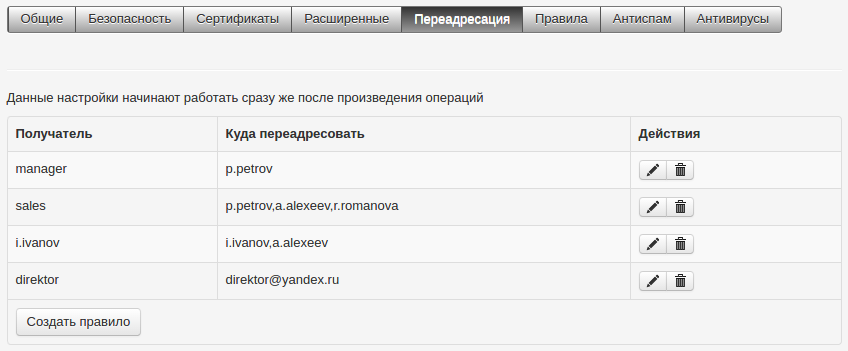 Общие Безопасность Сертификаты Расширенные Переадресация Правила Антиспам Антивирусы
Данные настройки начинают работать сразу же после произведения операций
Получатель Куда переадресовать Действия
manager p.petrov
sales p.petrov,a.alexeev,r.romanova
i.ivanov i.ivanov,a.alexeev
direktor direktor@yandex.ru
Создать правило